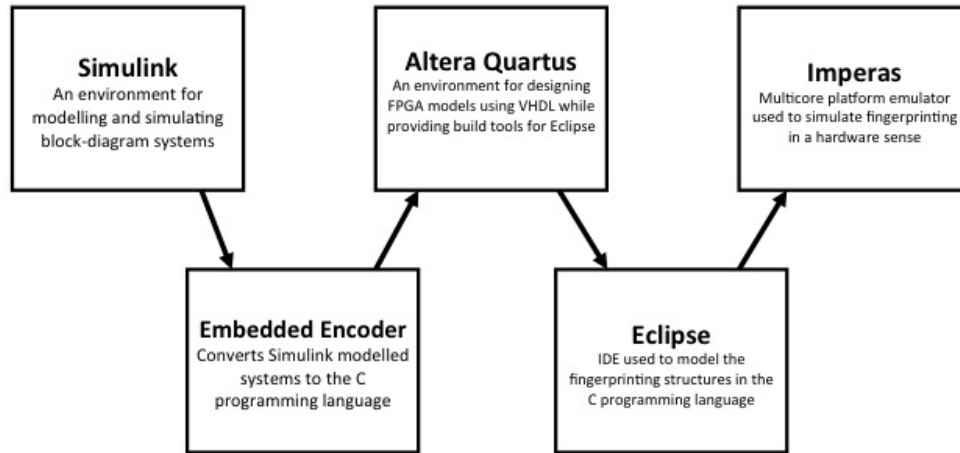 Simulink
An environment for
modelling and simulating
block-diagram systems
Embedded Encoder
Converts Simulink modelled
systems to the C
programming language
Altera Quartus
An environment for designing
FPGA models using VHDL while
providing build tools for Eclipse
Eclipse
IDE used to model the
fingerprinting structures in the
C programming language
Imperas
Multicore platform emulator
used to simulate fingerprinting
in a hardware sense